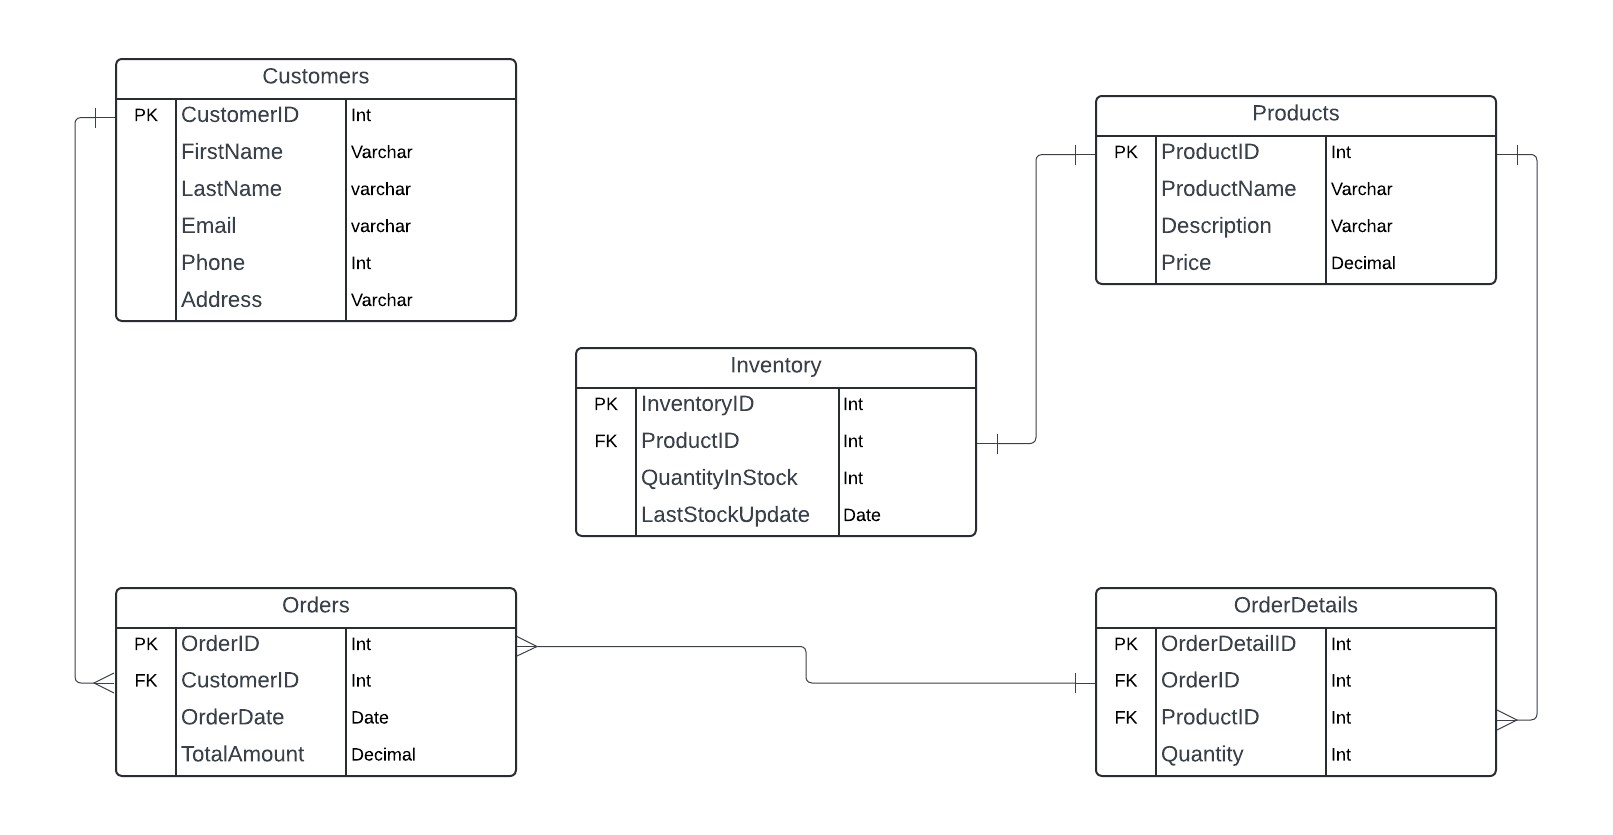 Customers
PK CustomerID Int
FirstName Varchar
LastName varchar
Email varchar
Phone Int
Address Varchar
Products
PK ProductID Int
ProductName Varchar
Description Varchar
Price Decimal
Inventory
PK InventoryID Int
FK ProductID Int
QuantityInStock Int
LastStockUpdate Date
Orders
PK OrderID Int
FK CustomerID Int
OrderDate Date
TotalAmount Decimal
OrderDetails
PK OrderDetailID Int
FK OrderID Int
FK ProductID Int
Quantity Int